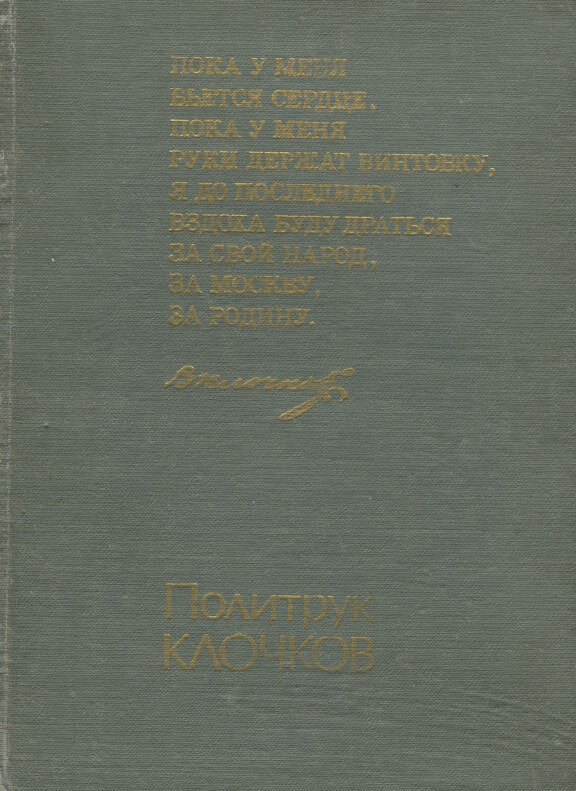 ПОКА У МЕНЯ
БЬЕТСЯ СЕРДЦЕ,
ПОКА У МЕНЯ
РУКИ ДЕРЖАТ ВИНТОВКУ,
Я ДО ПОСЛЕДНЕГО
ВЗДОХА БУДУ ДРАТЬСЯ
ЗА СВОЙ НАРОД,
ЗА МОСКВУ,
ЗА РОДИНУ.
В Клочков
Политрук
КЛОЧКОВ